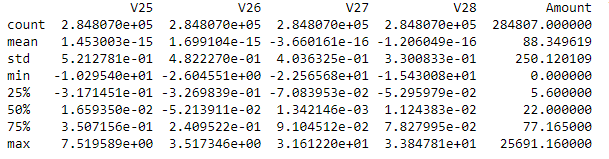 V25 V26 V27 V28 Amount
count 2.848070e+05 2.848070e+05 2.848070e+05 2.848070e+05 284807.000000
mean 1.453003e-15 1.699104e-15 -3.660161e-16 -1.206049e-16 88.349619
std 5.212781e-01 4.822270e-01 4.036325e-01 3.300833e-01 250.120109
min -1.029540e+01 -2.604551e+00 -2.256568e+01 -1.543008e+01 0.000000
25% -3.171451e-01 -3.269839e-01 -7.083953e-02 -5.295979e-02 5.600000
50% 1.659350e-02 -5.213911e-02 1.342146e-03 1.124383e-02 22.000000
75% 3.507156e-01 2.409522e-01 9.104512e-02 7.827995e-02 77.165000
max 7.519589e+00 3.517346e+00 3.161220e+01 3.384781e+01 25691.160000